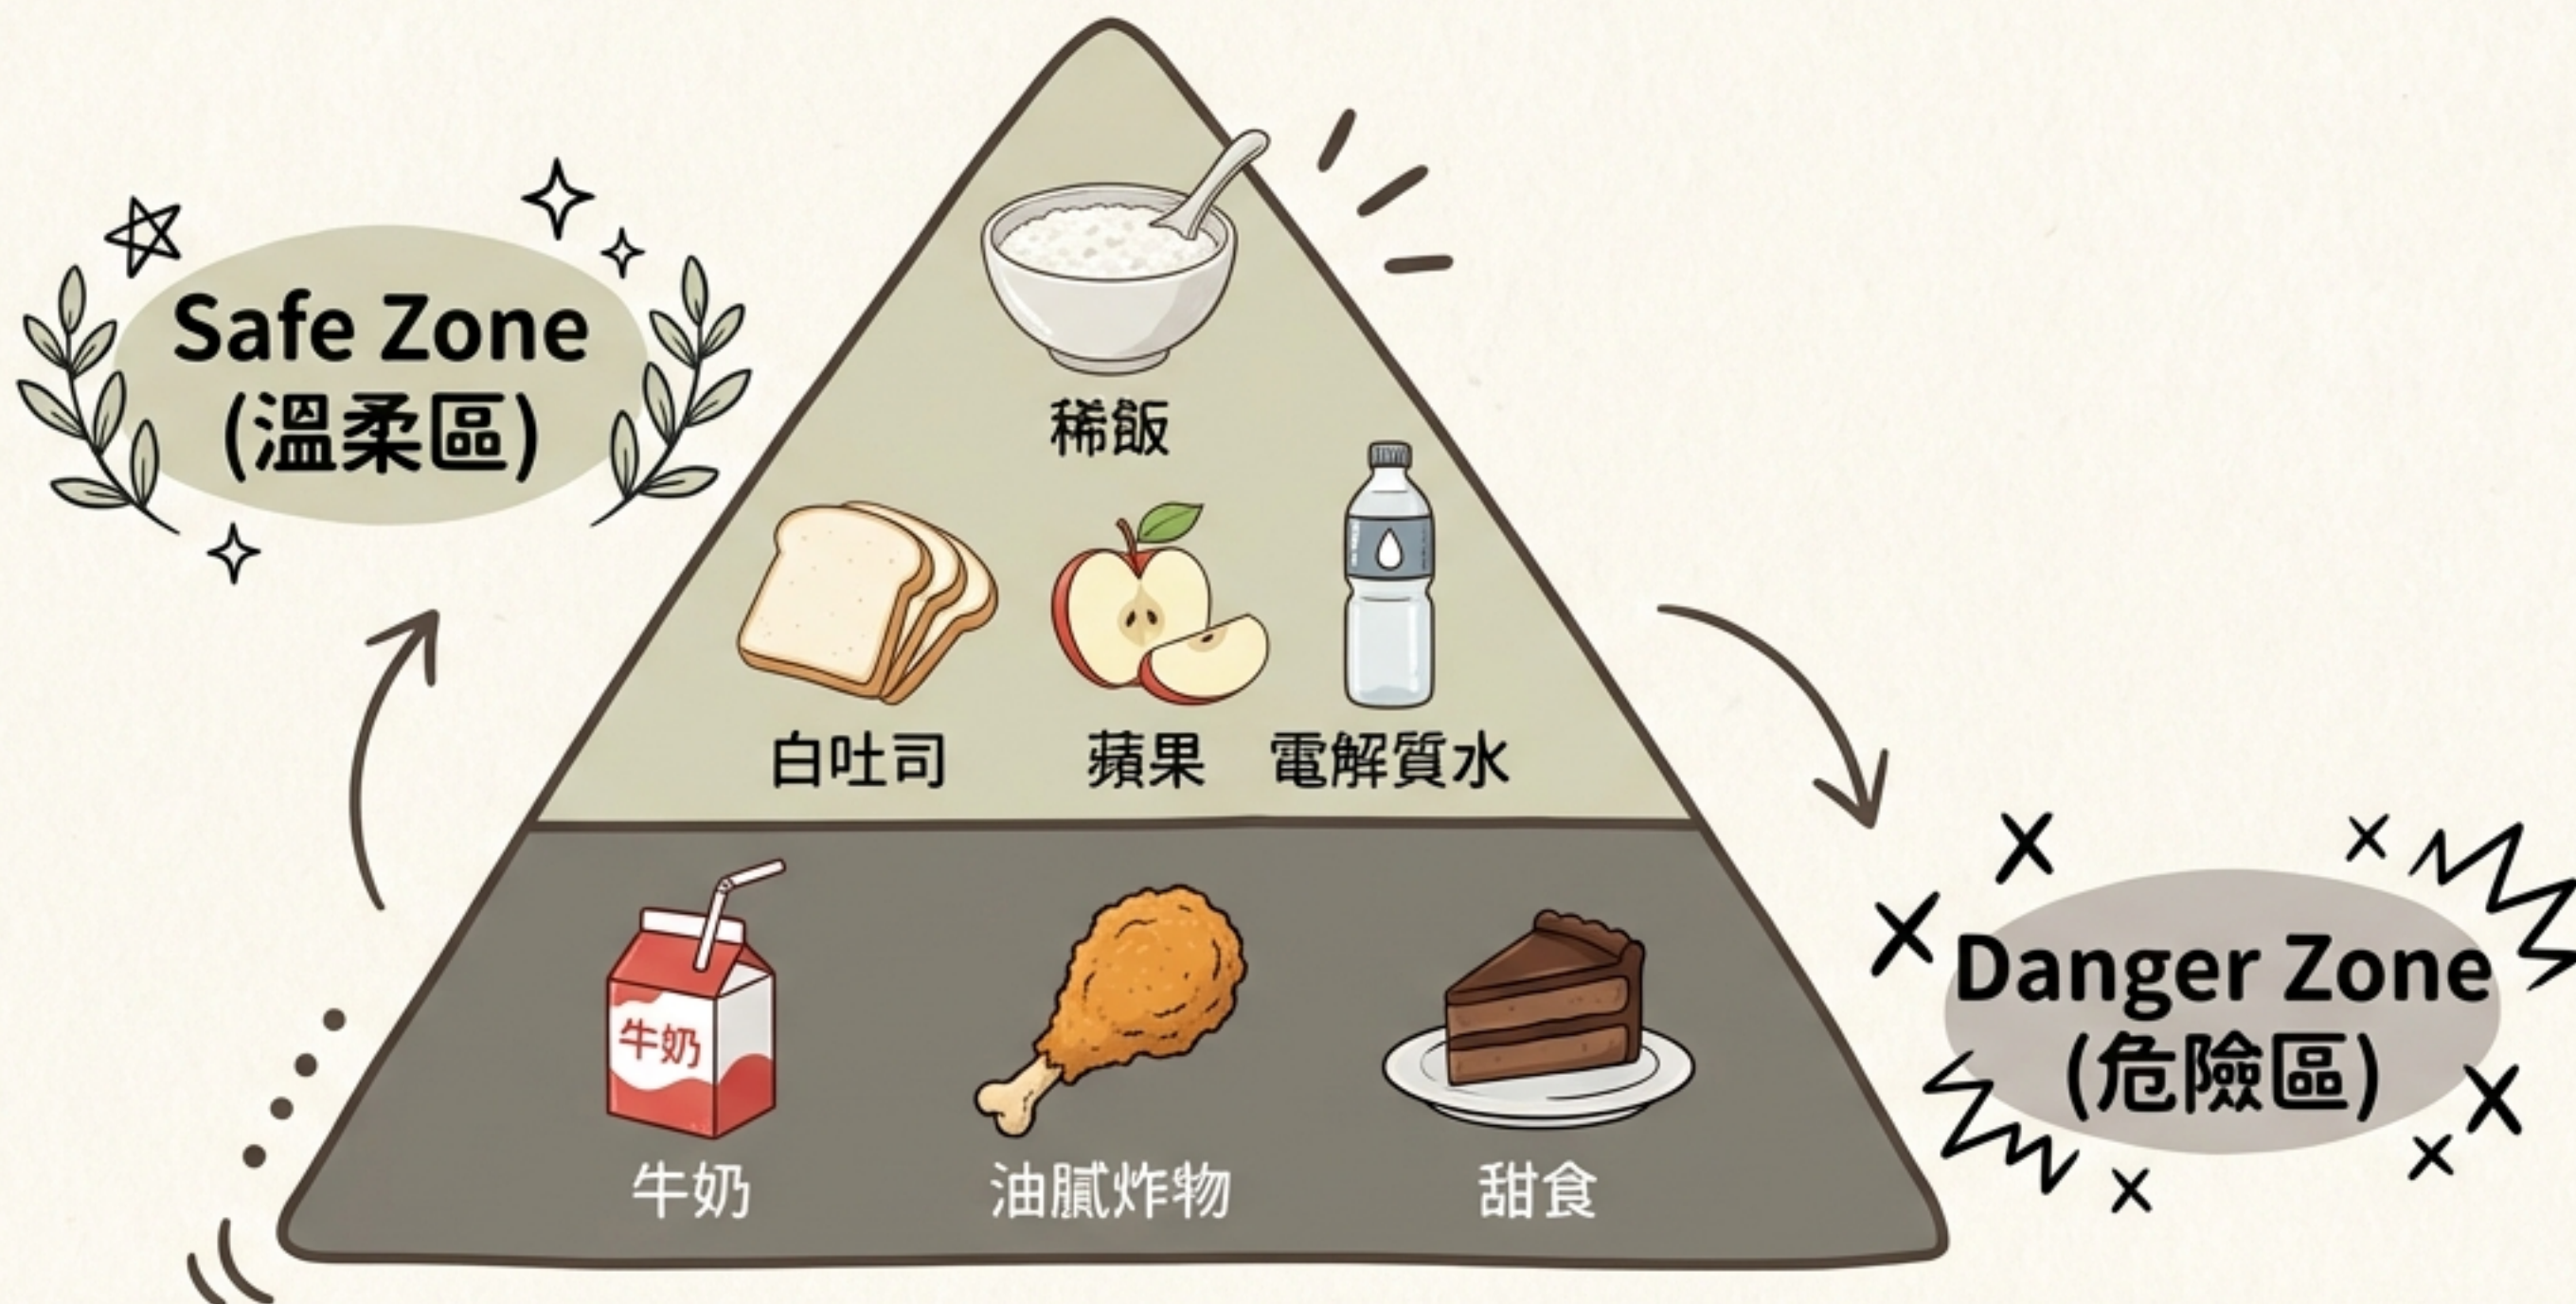 Safe Zone
(溫柔區)
稀飯
白吐司
蘋果
電解質水
牛奶
Danger Zone
(危險區)
牛奶
油膩炸物
甜食